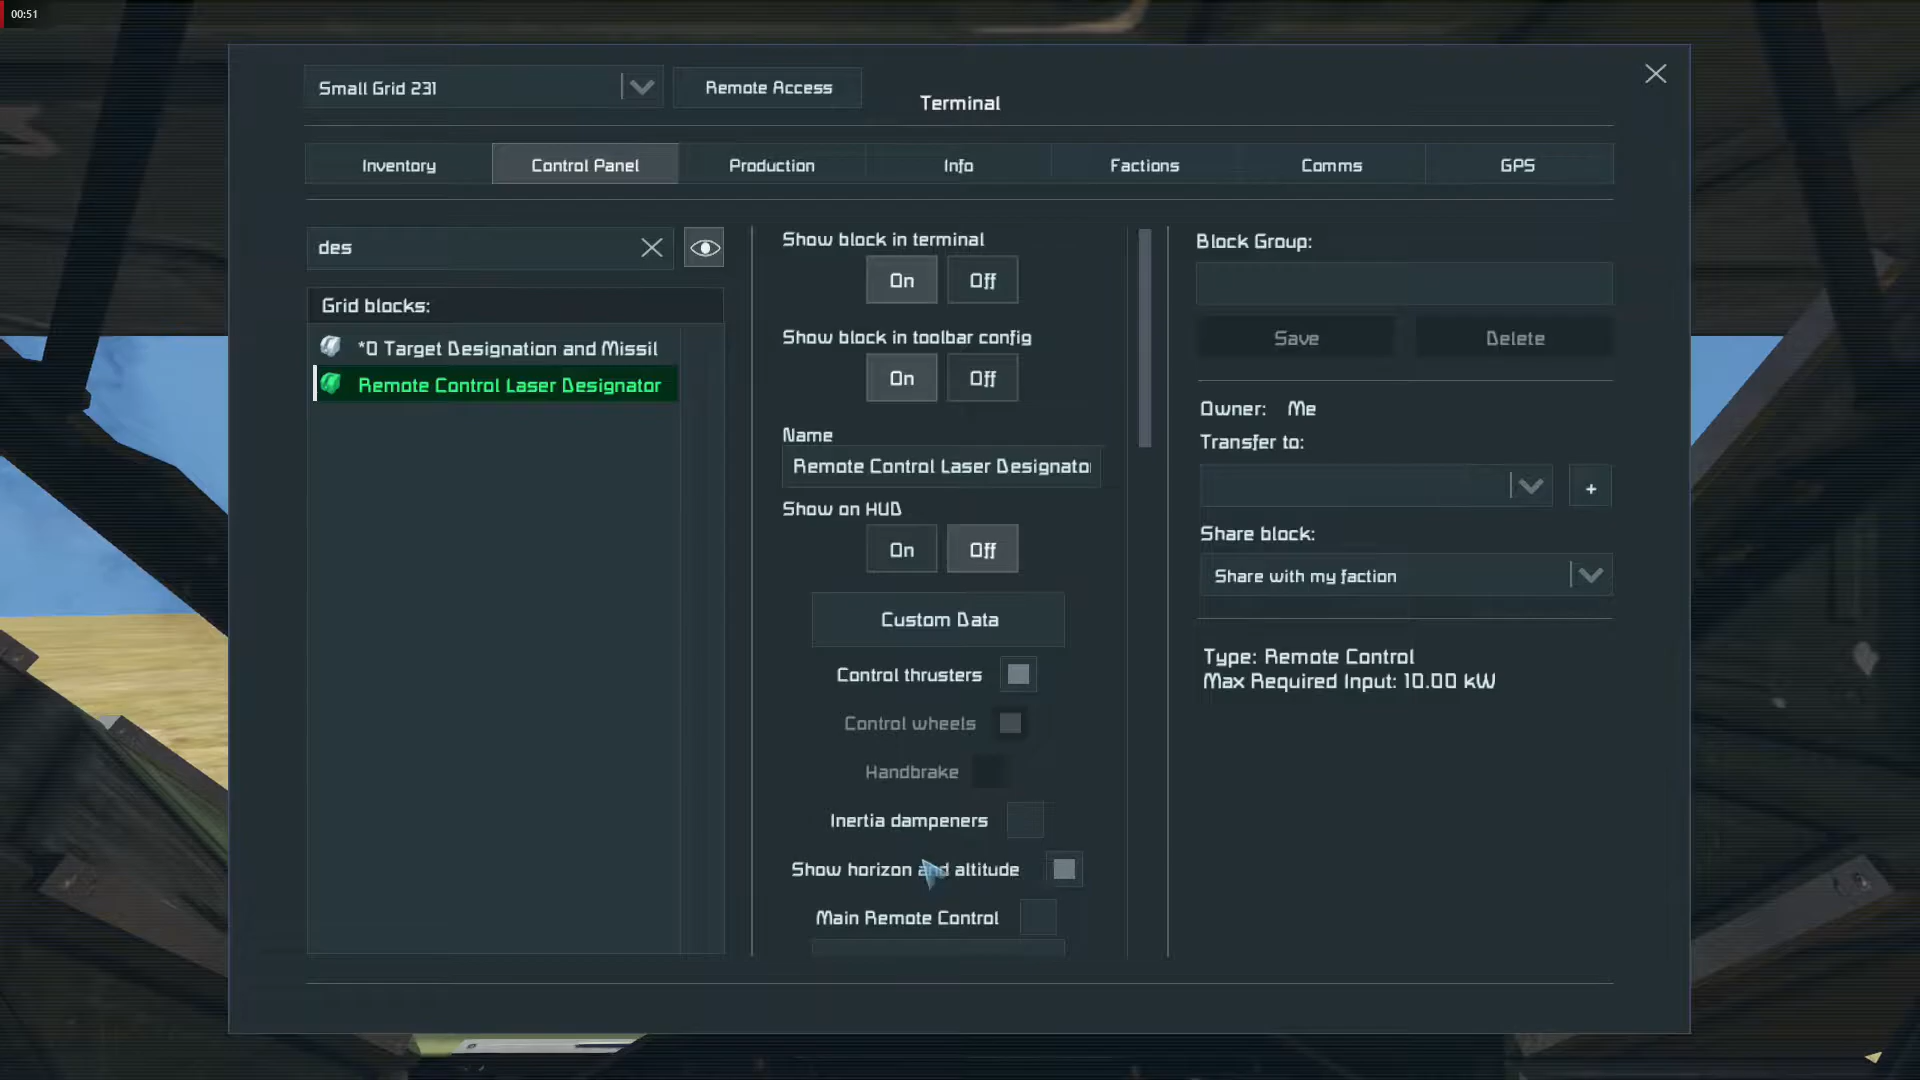 00:51
Small Grid 231
Remote Access
Terminal
Inventory
Control Panel
Production
Info
Factions
Comms
GPS
des
Grid blocks:
*0 Target Designation and Missil
Remote Control Laser Designator
Show block in terminal
On
Off
Show block in toolbar config
On
Off
Name
Remote Control Laser Designato
Show on HUD
On
Off
Custom Data
Control thrusters
Control wheels
Handbrake
Inertia dampeners
Show horizon and altitude
Main Remote Control
Block Group:
Save
Delete
Owner: Me
Transfer to:
+
Share block:
Share with my faction
Type: Remote Control
Max Required Input: 10.00 kW